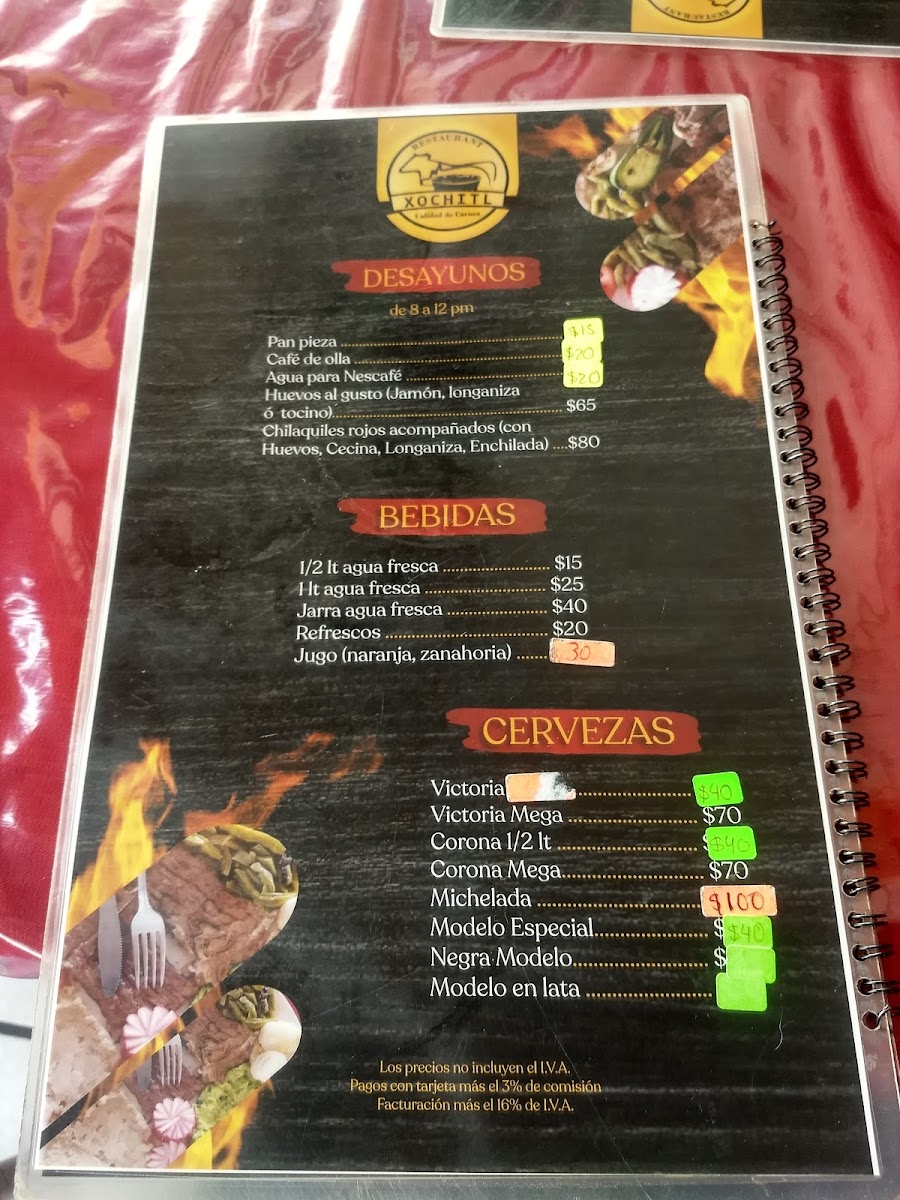 RESTAURANT
RESTAURANT
XOCHITL
Calidad de Carnes
DESAYUNOS
de 8 a 12 pm
Pan pieza ........ $15
Café de olla ........ $20
Agua para Nescafé ........ $20
Huevos al gusto (Jamón, longaniza
ó tocino) ........ $65
Chilaquiles rojos acompañados (con
Huevos, Cecina, Longaniza, Enchilada) ....$80
BEBIDAS
1/2 lt agua fresca ........ $15
1 lt agua fresca ........ $25
Jarra agua fresca ........ $40
Refrescos ........ $20
Jugo (naranja, zanahoria) ....... $30
CERVEZAS
Victoria ........ $40
Victoria Mega ........ $70
Corona 1/2 lt ........ $40
Corona Mega........ $70
Michelada ........ $100
Modelo Especial........ $40
Negra Modelo........ $
Modelo en lata ........
Los precios no incluyen el I.V.A.
Pagos con tarjeta más el 3% de comisión
Facturación más el 16% de I.V.A.